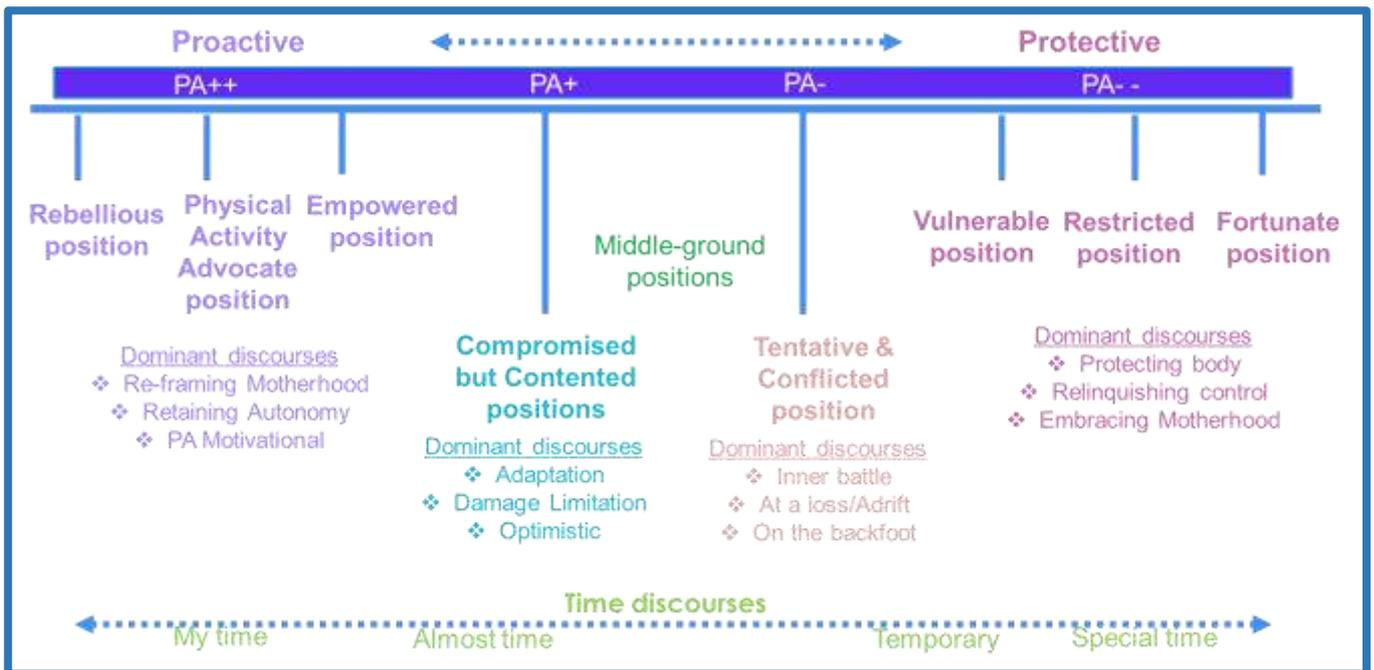 Proactive
Protective
PA++
PA+
PA-
PA- -
Rebellious
position
Physical
Activity
Advocate
position
Empowered
position
Middle-ground
positions
Vulnerable
position
Restricted
position
Fortunate
position
Dominant discourses
❖ Re-framing Motherhood
❖ Retaining Autonomy
❖ PA Motivational
Compromised
but Contented
positions
Dominant discourses
❖ Adaptation
❖ Damage Limitation
❖ Optimistic
Tentative &
Conflicted
position
Dominant discourses
❖ Inner battle
❖ At a loss/Adrift
❖ On the backfoot
Dominant discourses
❖ Protecting body
❖ Relinquishing control
❖ Embracing Motherhood
Time discourses
My time
Almost time
Temporary
Special time